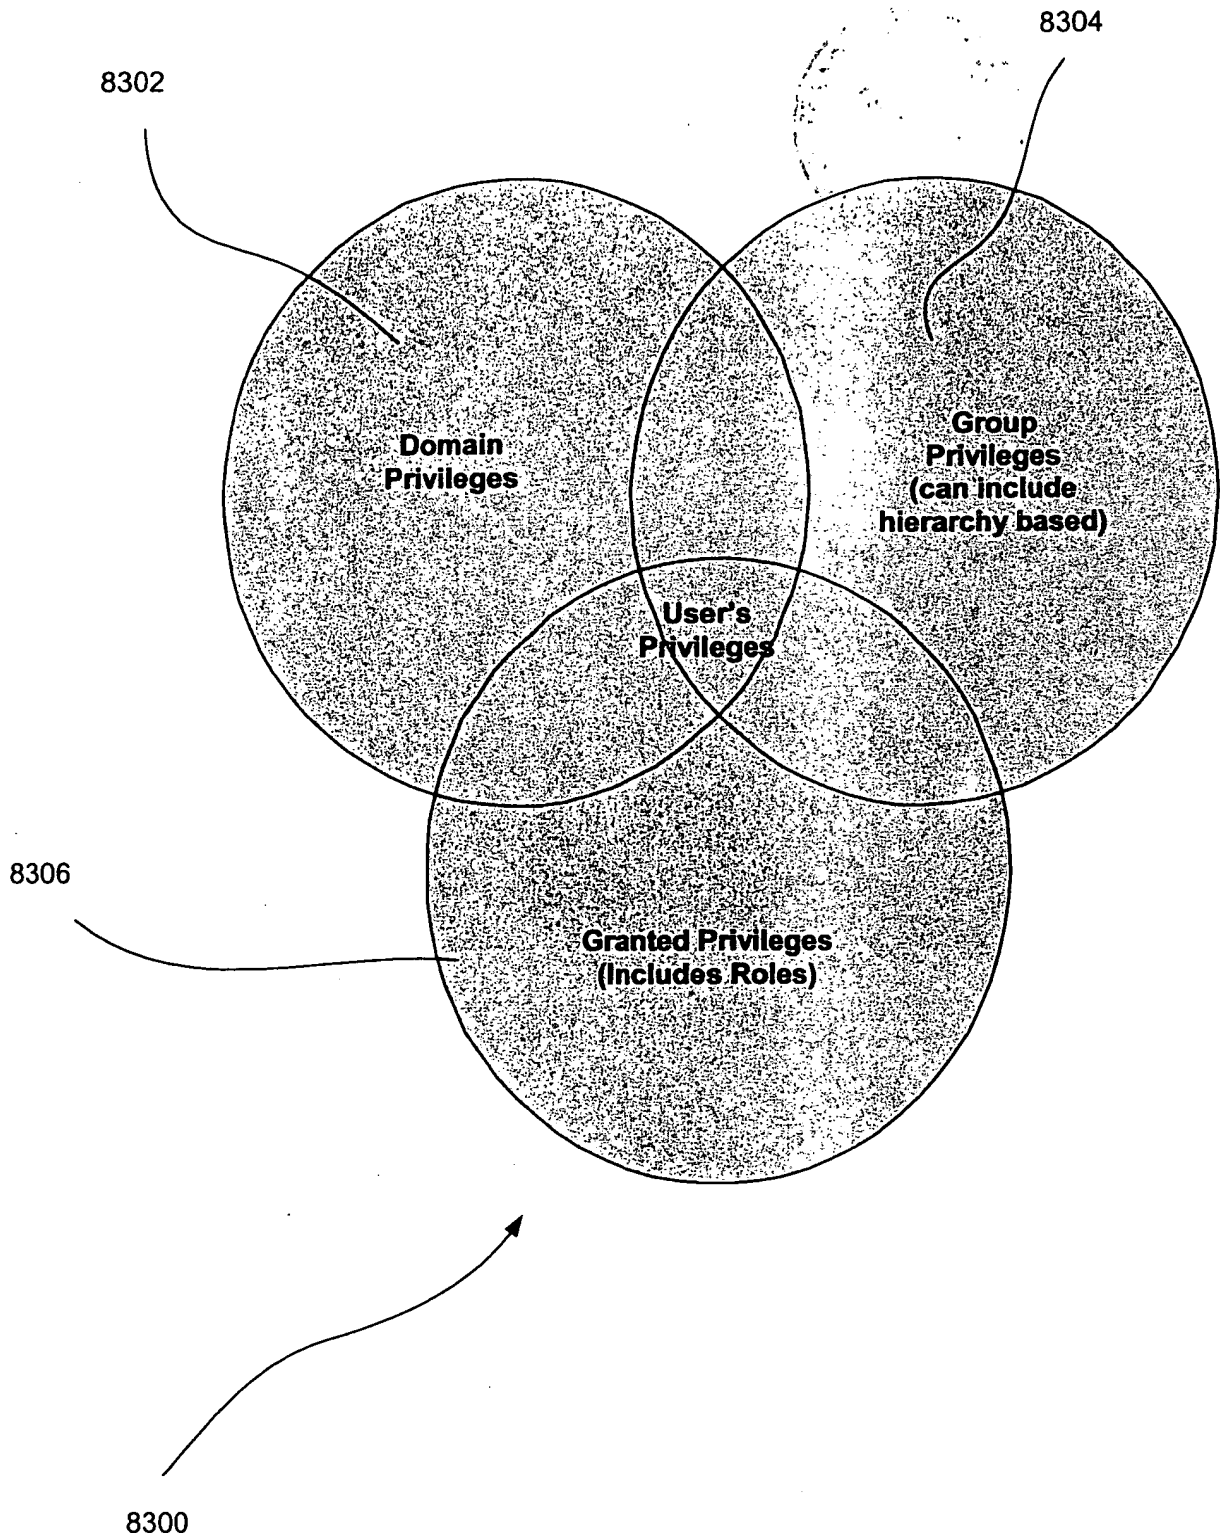 8304
8302
Domain
Privileges
Group
Privileges
(can include
hierarchy based)
User's
Privileges
8306
Granted Privileges
(Includes Roles)
8300